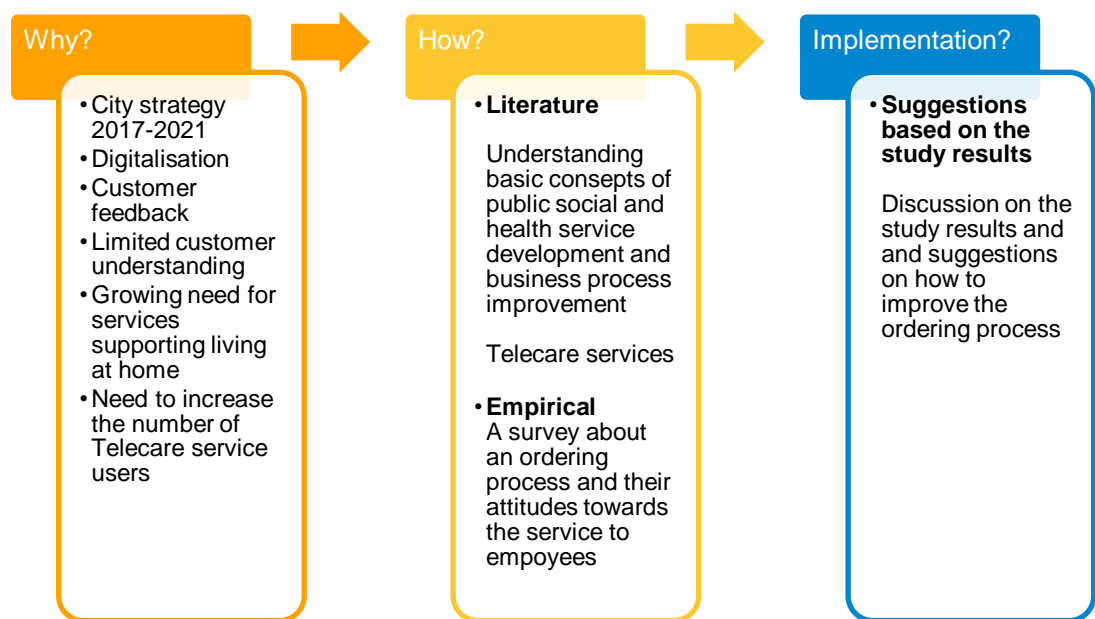 Why?
• City strategy
2017-2021
• Digitalisation
• Customer
feedback
• Limited customer
understanding
• Growing need for
services
supporting living
at home
• Need to increase
the number of
Telecare service
users
How?
• Literature
Understanding
basic consepts of
public social and
health service
development and
business process
improvement
Telecare services
• Empirical
A survey about
an ordering
process and their
attitudes towards
the service to
empoyees
Implementation?
• Suggestions
based on the
study results
Discussion on the
study results and
and suggestions
on how to
improve the
ordering process